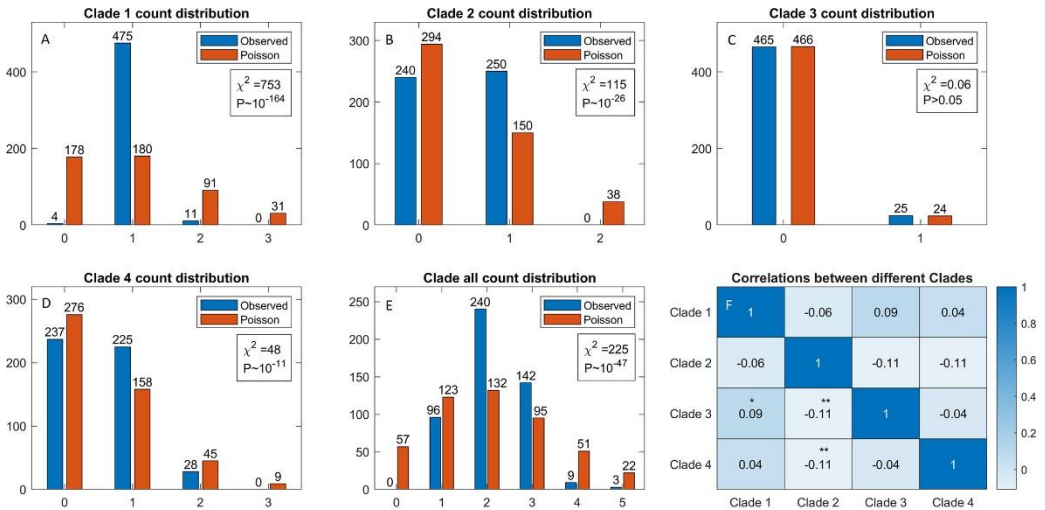 Clade 1 count distribution
A
475
Observed
Poisson
χ² =753
P~10⁻¹⁶⁴
400
200
0
178
180
91
31
4
11
0
0
1
2
3
Clade 2 count distribution
B
294
240
250
150
38
0
Observed
Poisson
χ² =115
P~10⁻²⁶
300
200
100
0
0
1
2
Clade 3 count distribution
C
465
466
25
24
Observed
Poisson
χ² =0.06
P>0.05
400
200
0
0
1
Clade 4 count distribution
D
276
237
225
158
28
45
0
9
Observed
Poisson
χ² =48
P~10⁻¹¹
300
200
100
0
0
1
2
3
Clade all count distribution
E
240
0
57
96
123
132
142
95
9
51
3
22
Observed
Poisson
χ² =225
P~10⁻⁴⁷
250
200
150
100
50
0
0
1
2
3
4
5
Correlations between different Clades
F
Clade 1
1
-0.06
0.09
0.04
Clade 2
-0.06
1
-0.11
-0.11
Clade 3
*
0.09
**
-0.11
1
-0.04
Clade 4
0.04
**
-0.11
-0.04
1
Clade 1
Clade 2
Clade 3
Clade 4
1
0.8
0.6
0.4
0.2
0